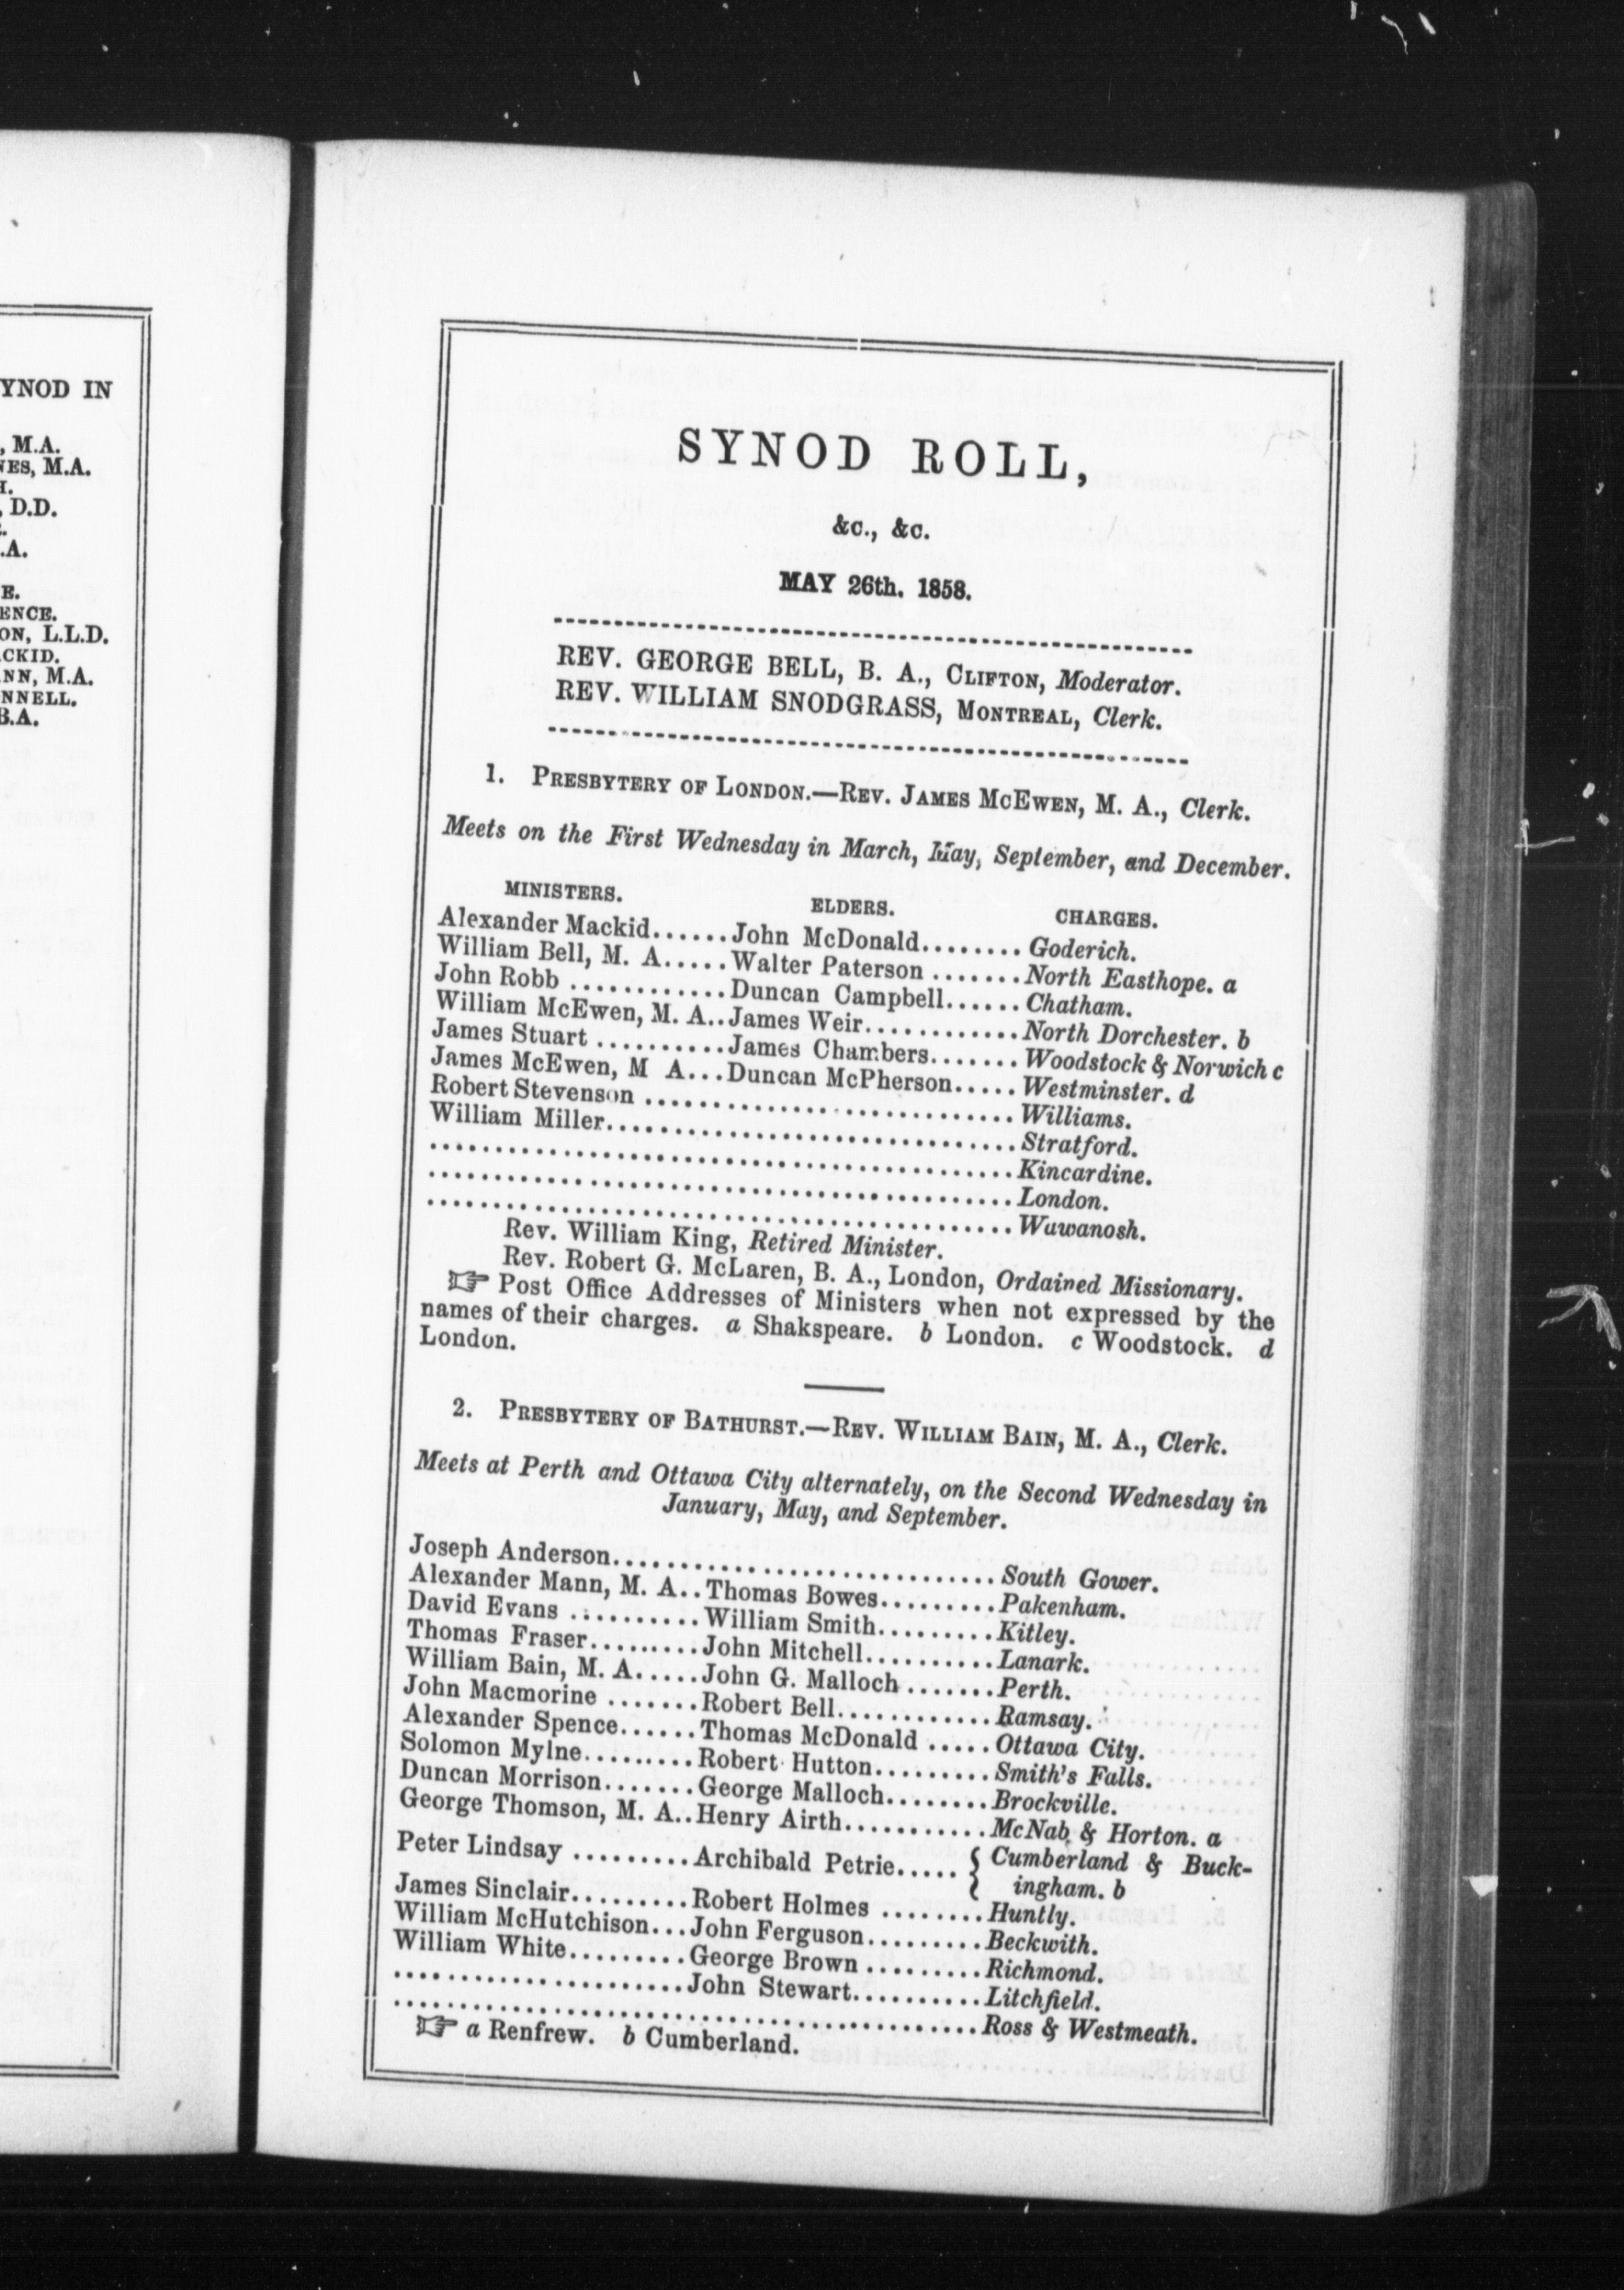 YNOD IN
, M.A.
NES, M.A.
H.
, D.D.
.A.
E.
ENCE.
ON, L.L.D.
CKID.
NN, M.A.
NNELL.
B.A.
SYNOD ROLL,
&c., &c.
MAY 26th. 1858.
REV. GEORGE BELL, B. A., CLIFTON, Moderator.
REV. WILLIAM SNODGRASS, MONTREAL, Clerk.
1. PRESBYTERY OF LONDON.—REV. JAMES MCEWEN, M. A., Clerk.
Meets on the First Wednesday in March, May, September, and December.
MINISTERS. ELDERS. CHARGES.
Alexander Mackid......John McDonald........Goderich.
William Bell, M. A.....Walter Paterson .......North Easthope. a
John Robb ............Duncan Campbell......Chatham.
William McEwen, M. A..James Weir............North Dorchester. b
James Stuart ..........James Chambers.......Woodstock & Norwich c
James McEwen, M A...Duncan McPherson.....Westminster. d
Robert Stevenson ..............................Williams.
William Miller...............................Stratford.
............................................Kincardine.
............................................London.
............................................Wawanosh.
Rev. William King, Retired Minister.
Rev. Robert G. McLaren, B. A., London, Ordained Missionary.
☞ Post Office Addresses of Ministers when not expressed by the
names of their charges. a Shakspeare. b London. c Woodstock. d
London.
2. PRESBYTERY OF BATHURST.—REV. WILLIAM BAIN, M. A., Clerk.
Meets at Perth and Ottawa City alternately, on the Second Wednesday in
January, May, and September.
Joseph Anderson.............................South Gower.
Alexander Mann, M. A..Thomas Bowes.........Pakenham.
David Evans ..........William Smith.........Kitley.
Thomas Fraser.........John Mitchell..........Lanark.
William Bain, M. A.....John G. Malloch .......Perth.
John Macmorine .......Robert Bell............Ramsay.
Alexander Spence......Thomas McDonald .....Ottawa City.
Solomon Mylne.........Robert Hutton.........Smith's Falls.
Duncan Morrison.......George Malloch........Brockville.
George Thomson, M. A..Henry Airth...........McNab & Horton. a
Peter Lindsay .........Archibald Petrie..... { Cumberland & Buck-
ingham. b
James Sinclair.........Robert Holmes ........Huntly.
William McHutchison...John Ferguson.........Beckwith.
William White.........George Brown .........Richmond.
......................John Stewart..........Litchfield.
............................................Ross & Westmeath.
☞ a Renfrew. b Cumberland.